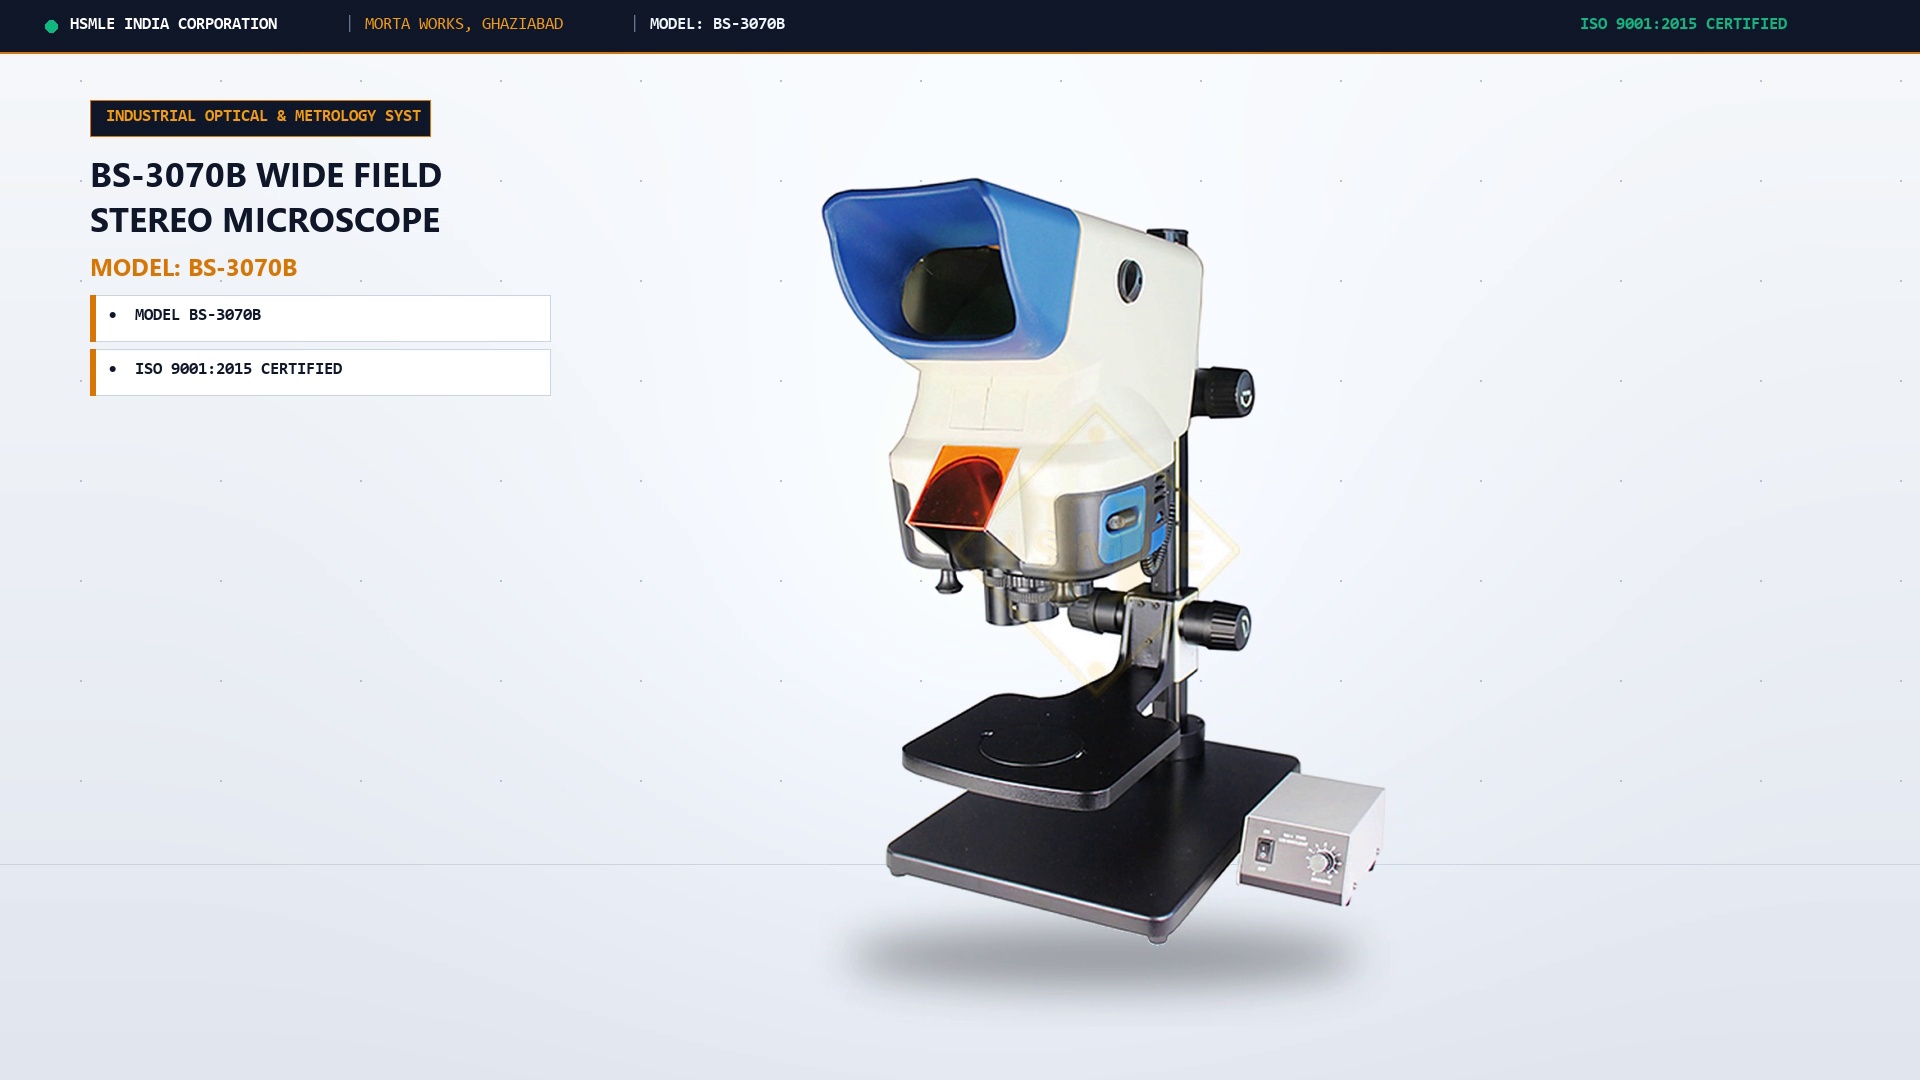 HSMLE INDIA CORPORATION
MORTA WORKS, GHAZIABAD
MODEL: BS-3070B
ISO 9001:2015 CERTIFIED
INDUSTRIAL OPTICAL & METROLOGY SYST
BS-3070B WIDE FIELD
STEREO MICROSCOPE
MODEL: BS-3070B
• MODEL BS-3070B
• ISO 9001:2015 CERTIFIED